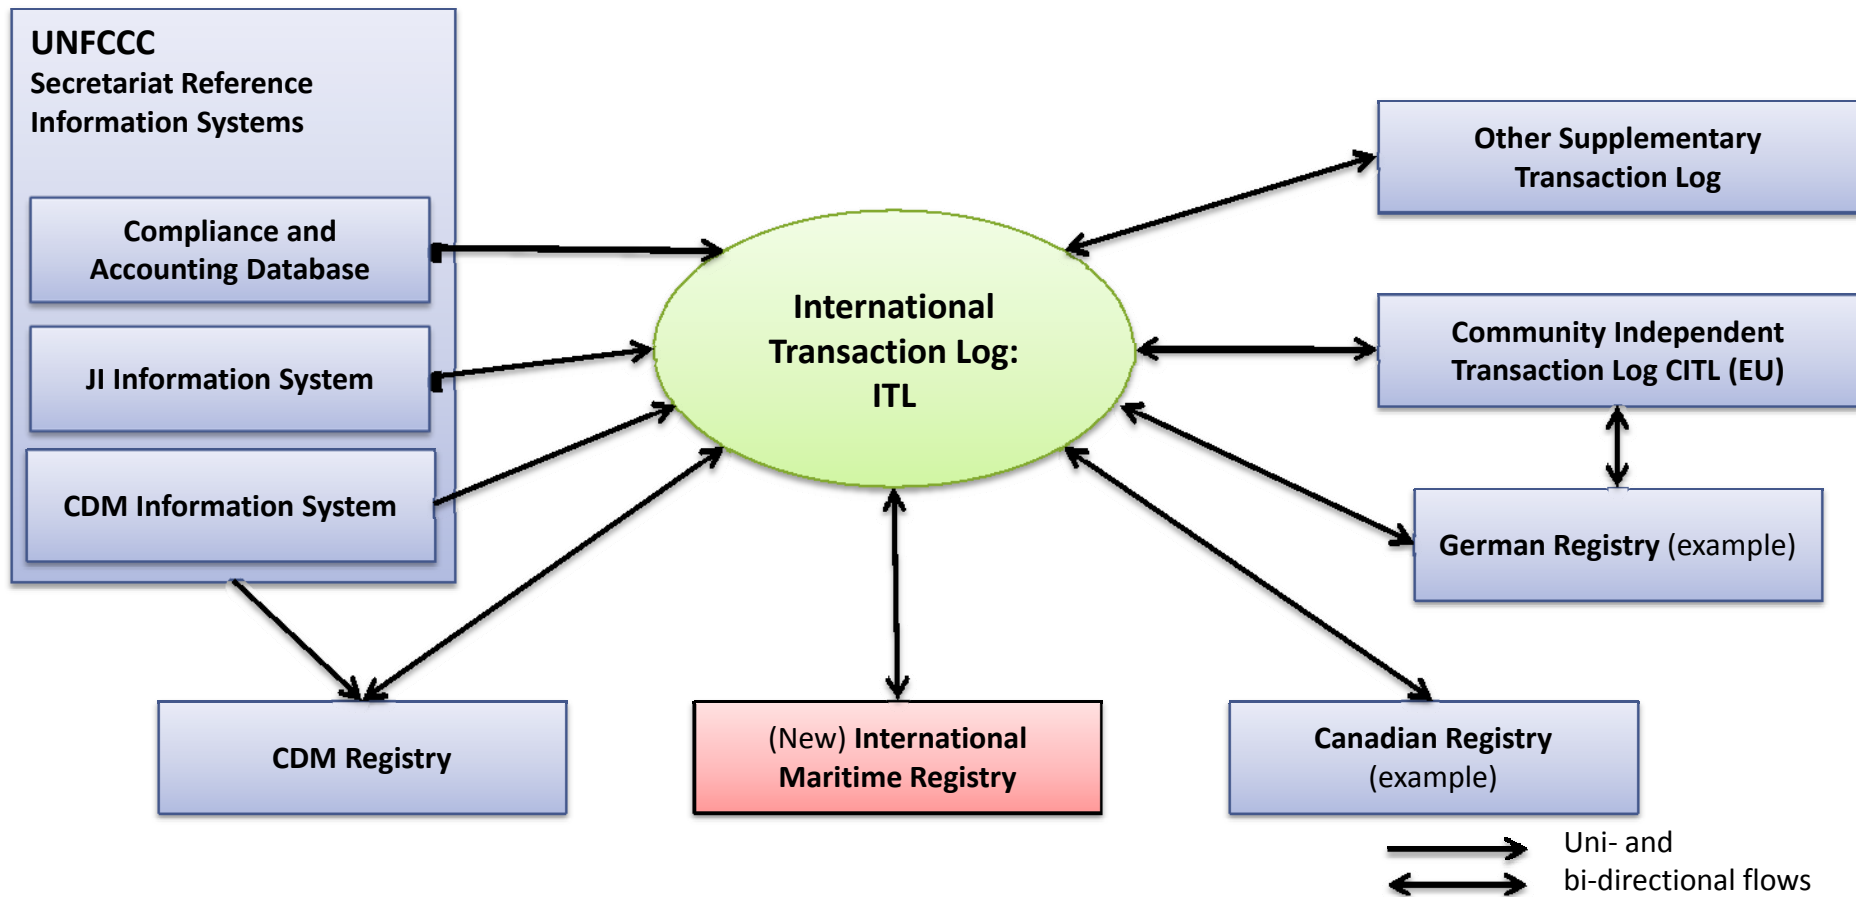 UNFCCC
Secretariat Reference
Information Systems
Compliance and
Accounting Database
JI Information System
CDM Information System
International
Transaction Log:
ITL
Other Supplementary
Transaction Log
Community Independent
Transaction Log CITL (EU)
German Registry (example)
CDM Registry
(New) International
Maritime Registry
Canadian Registry
(example)
Uni- and
bi-directional flows